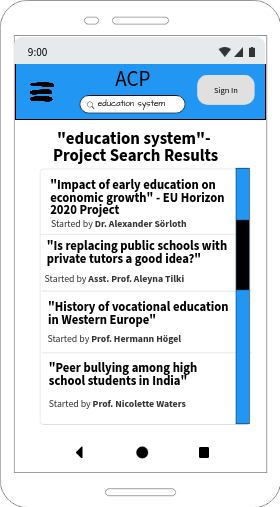 9:00
ACP
Sign In
education system
"education system"-
Project Search Results
"Impact of early education on
economic growth" - EU Horizon
2020 Project
Started by Dr. Alexander Sörloth
"Is replacing public schools with
private tutors a good idea?"
Started by Asst. Prof. Aleyna Tilki
"History of vocational education
in Western Europe"
Started by Prof. Hermann Högel
"Peer bullying among high
school students in India"
Started by Prof. Nicolette Waters